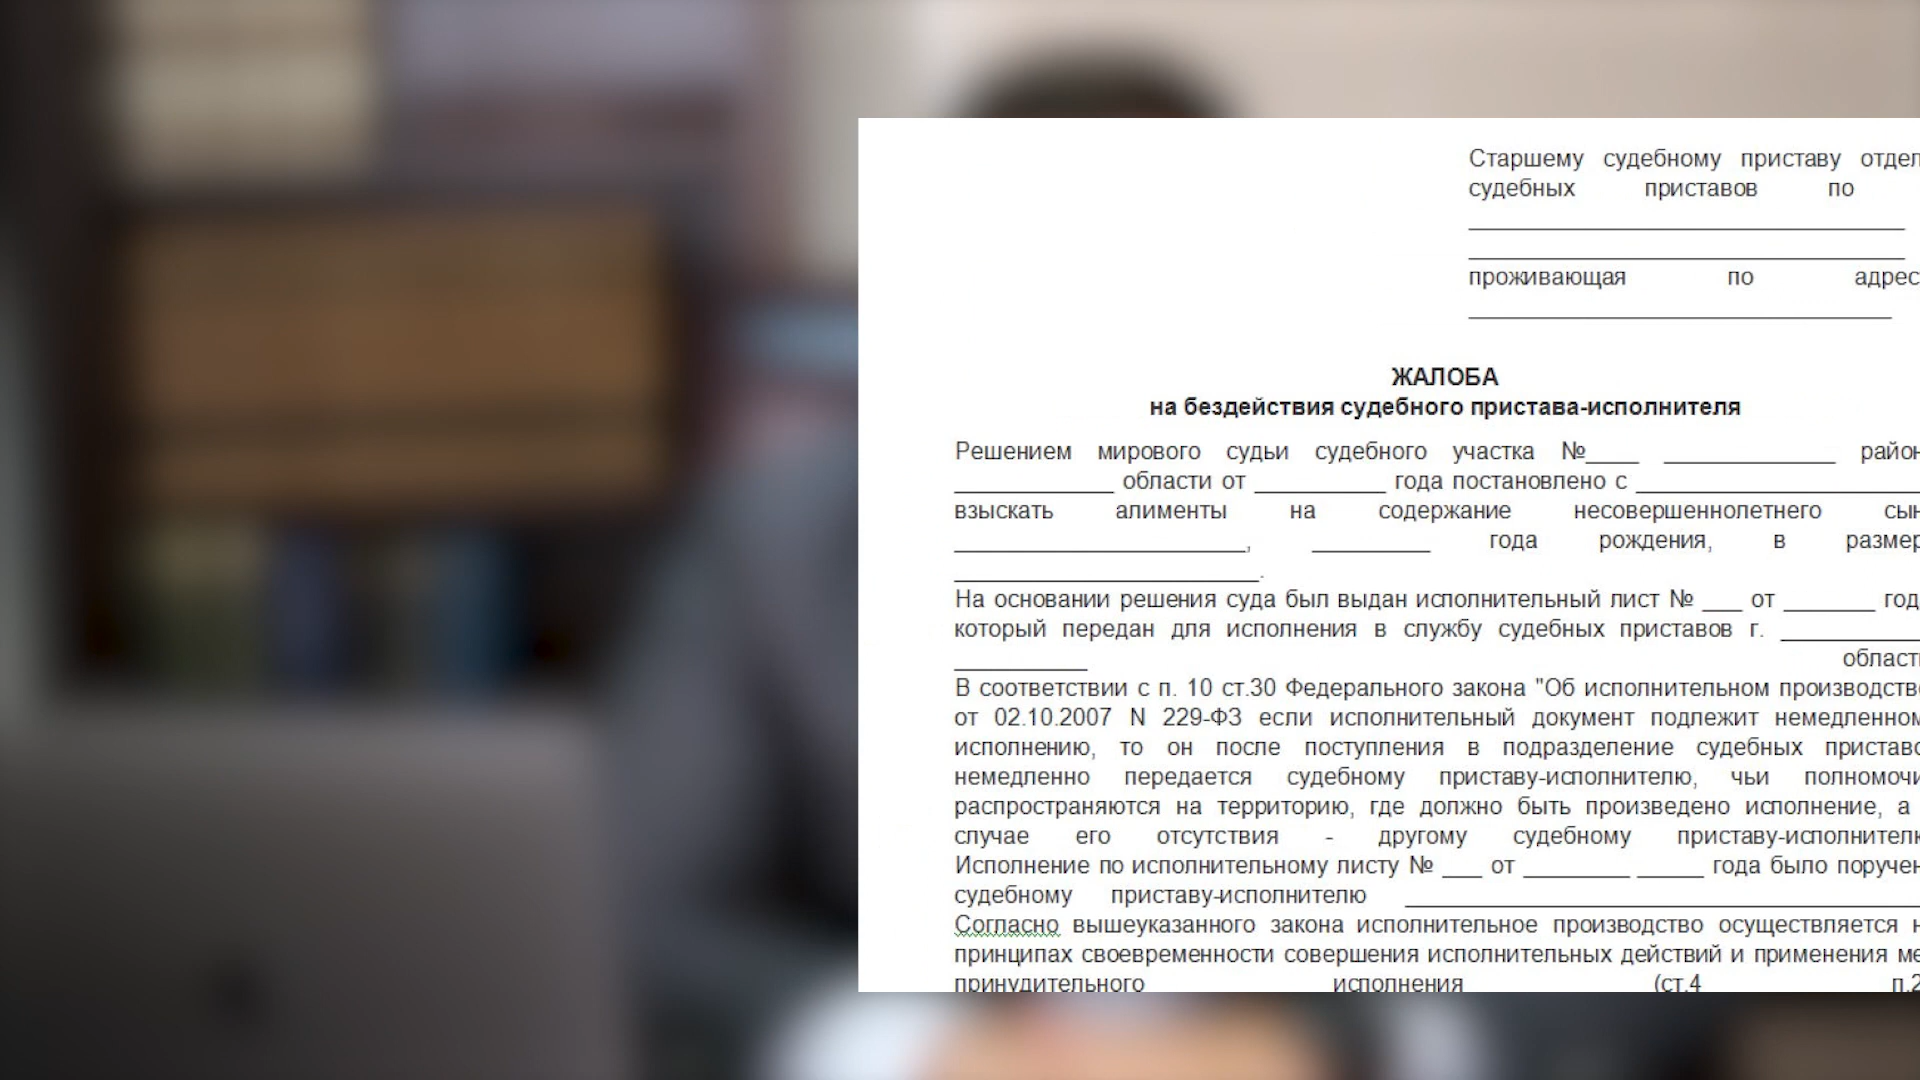 Старшему судебному приставу отдел
судебных приставов по
проживающая по адрес
ЖАЛОБА
на бездействия судебного пристава-исполнителя
Решением мирового судьи судебного участка №____ _____________ район
____________ области от __________ года постановлено с ______________________
взыскать алименты на содержание несовершеннолетнего сын
______________________, _________ года рождения, в размер
_______________________.
На основании решения суда был выдан исполнительный лист № ___ от _______ год
который передан для исполнения в службу судебных приставов г. ___________
__________ област
В соответствии с п. 10 ст.30 Федерального закона "Об исполнительном производстве
от 02.10.2007 N 229-ФЗ если исполнительный документ подлежит немедленном
исполнению, то он после поступления в подразделение судебных приставо
немедленно передается судебному приставу-исполнителю, чьи полномочи
распространяются на территорию, где должно быть произведено исполнение, а
случае его отсутствия - другому судебному приставу-исполнителю
Исполнение по исполнительному листу № ___ от ________ _____ года было поручен
судебному приставу-исполнителю ________________________________________
Согласно вышеуказанного закона исполнительное производство осуществляется н
принципах своевременности совершения исполнительных действий и применения ме
принудительного исполнения (ст.4 п.2